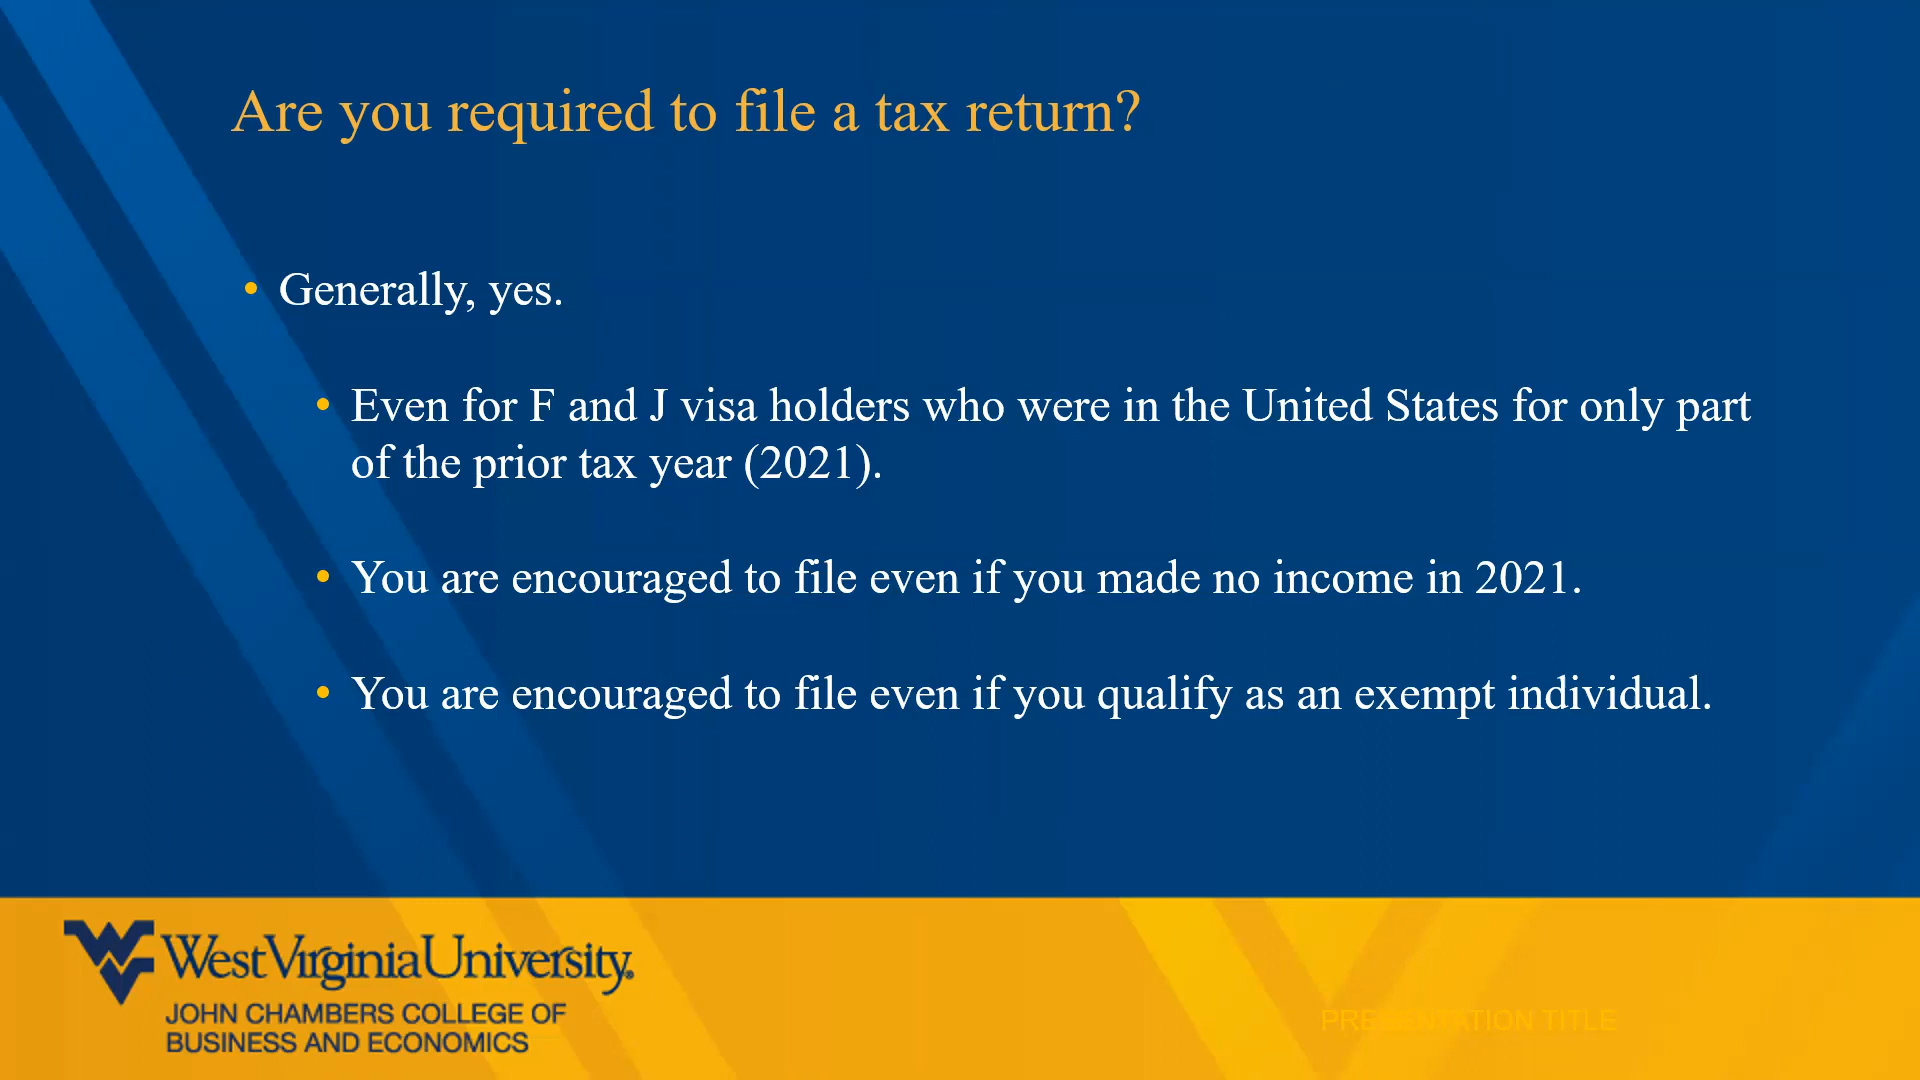 Are you required to file a tax return?
• Generally, yes.
• Even for F and J visa holders who were in the United States for only part
of the prior tax year (2021).
• You are encouraged to file even if you made no income in 2021.
• You are encouraged to file even if you qualify as an exempt individual.
WestVirginiaUniversity®
JOHN CHAMBERS COLLEGE OF
BUSINESS AND ECONOMICS
PRESENTATION TITLE